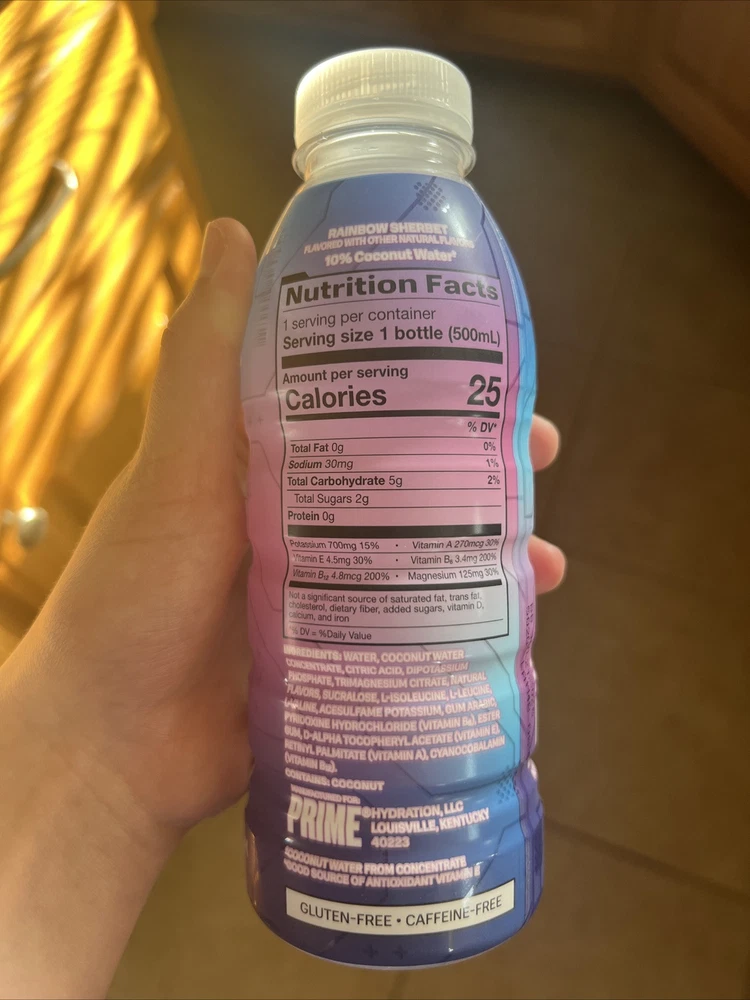 RAINBOW SHERBET
FLAVORED WITH OTHER NATURAL FLAVORS
10% Coconut Water
Nutrition Facts
1 serving per container
Serving size 1 bottle (500mL)
Amount per serving
Calories 25
% DV*
Total Fat 0g 0%
Sodium 30mg 1%
Total Carbohydrate 5g 2%
Total Sugars 2g
Protein 0g
Potassium 700mg 15% • Vitamin A 270mcg 30%
Vitamin E 4.5mg 30% • Vitamin B₆ 3.4mg 200%
Vitamin B₁₂ 4.8mcg 200% • Magnesium 125mg 30%
Not a significant source of saturated fat, trans fat,
cholesterol, dietary fiber, added sugars, vitamin D,
calcium, and iron
% DV = %Daily Value
INGREDIENTS: WATER, COCONUT WATER
CONCENTRATE, CITRIC ACID, DIPOTASSIUM
PHOSPHATE, TRIMAGNESIUM CITRATE, NATURAL
FLAVORS, SUCRALOSE, L-ISOLEUCINE, L-LEUCINE,
L-VALINE, ACESULFAME POTASSIUM, GUM ARABIC,
PYRIDOXINE HYDROCHLORIDE (VITAMIN B₆), ESTER
GUM, D-ALPHA TOCOPHERYL ACETATE (VITAMIN E),
RETINYL PALMITATE (VITAMIN A), CYANOCOBALAMIN
(VITAMIN B₁₂).
CONTAINS: COCONUT
MANUFACTURED FOR:
PRIME® HYDRATION, LLC
LOUISVILLE, KENTUCKY
40223
COCONUT WATER FROM CONCENTRATE
GOOD SOURCE OF ANTIOXIDANT VITAMIN E
GLUTEN-FREE • CAFFEINE-FREE